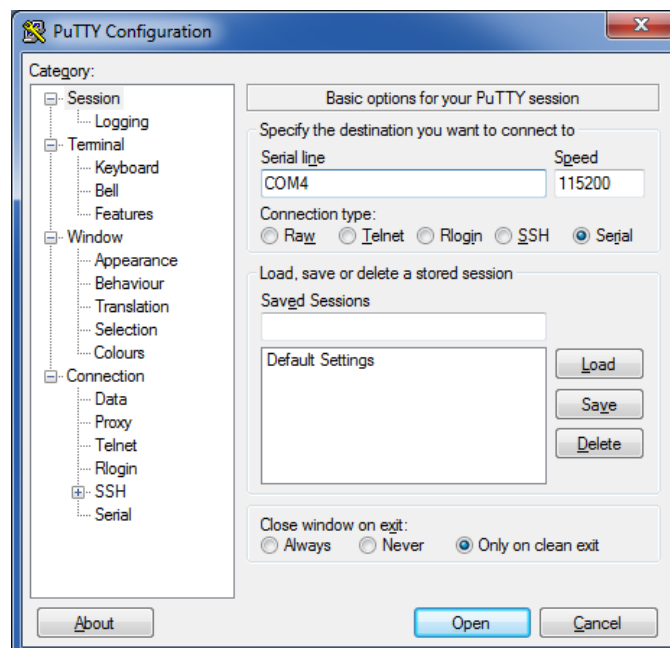 PuTTY Configuration
Category:
Session
Logging
Terminal
Keyboard
Bell
Features
Window
Appearance
Behaviour
Translation
Selection
Colours
Connection
Data
Proxy
Telnet
Rlogin
SSH
Serial
Basic options for your PuTTY session
Specify the destination you want to connect to
Serial line Speed
COM4 115200
Connection type:
Raw Telnet Rlogin SSH Serial
Load, save or delete a stored session
Saved Sessions
Default Settings
Load
Save
Delete
Close window on exit:
Always Never Only on clean exit
About Open Cancel